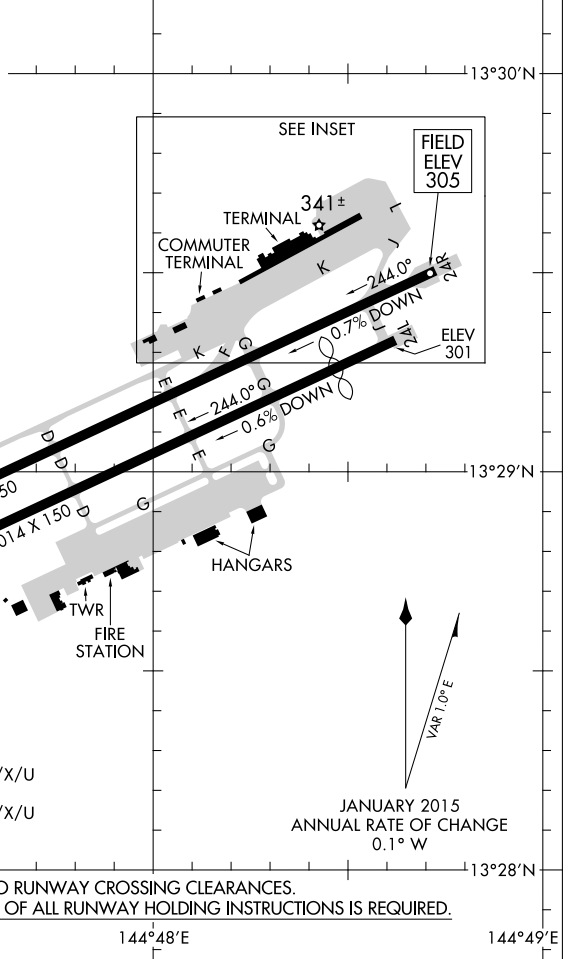 13°30'N
SEE INSET
FIELD
ELEV
305
341±
TERMINAL
COMMUTER
TERMINAL
L
J
K
244.0°
24R
0.7% DOWN
J
24L
ELEV
301
K
F
G
E
G
244.0°
0.6% DOWN
E
G
E
D
D
D
G
13°29'N
50
014 X 150
HANGARS
TWR
FIRE
STATION
VAR 1.0° E
/X/U
/X/U
JANUARY 2015
ANNUAL RATE OF CHANGE
0.1° W
13°28'N
D RUNWAY CROSSING CLEARANCES.
OF ALL RUNWAY HOLDING INSTRUCTIONS IS REQUIRED.
144°48'E
144°49'E